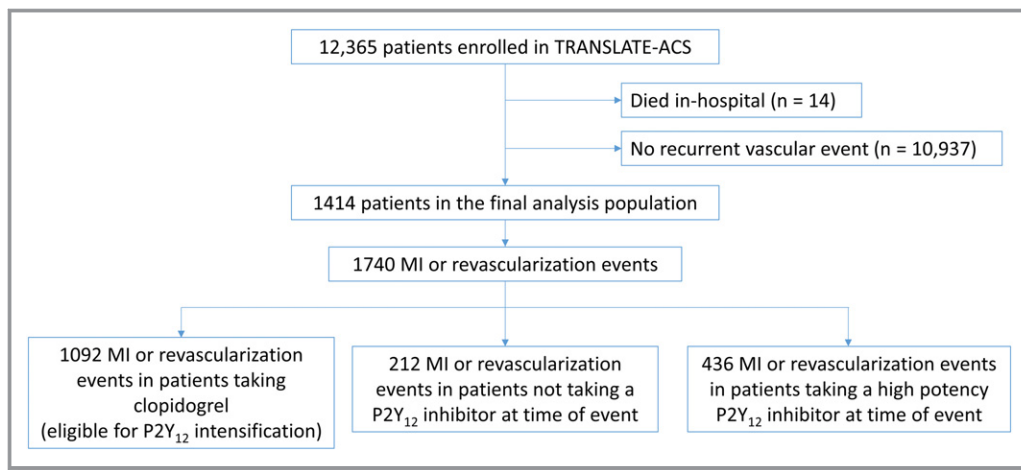 12,365 patients enrolled in TRANSLATE-ACS
Died in-hospital (n = 14)
No recurrent vascular event (n = 10,937)
1414 patients in the final analysis population
1740 MI or revascularization events
1092 MI or revascularization
events in patients taking
clopidogrel
(eligible for P2Y₁₂ intensification)
212 MI or revascularization
events in patients not taking a
P2Y₁₂ inhibitor at time of event
436 MI or revascularization events
in patients taking a high potency
P2Y₁₂ inhibitor at time of event